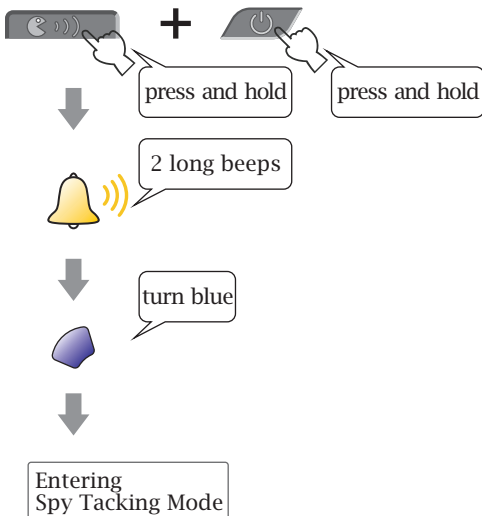 press and hold
press and hold
2 long beeps
turn blue
Entering
Spy Tacking Mode